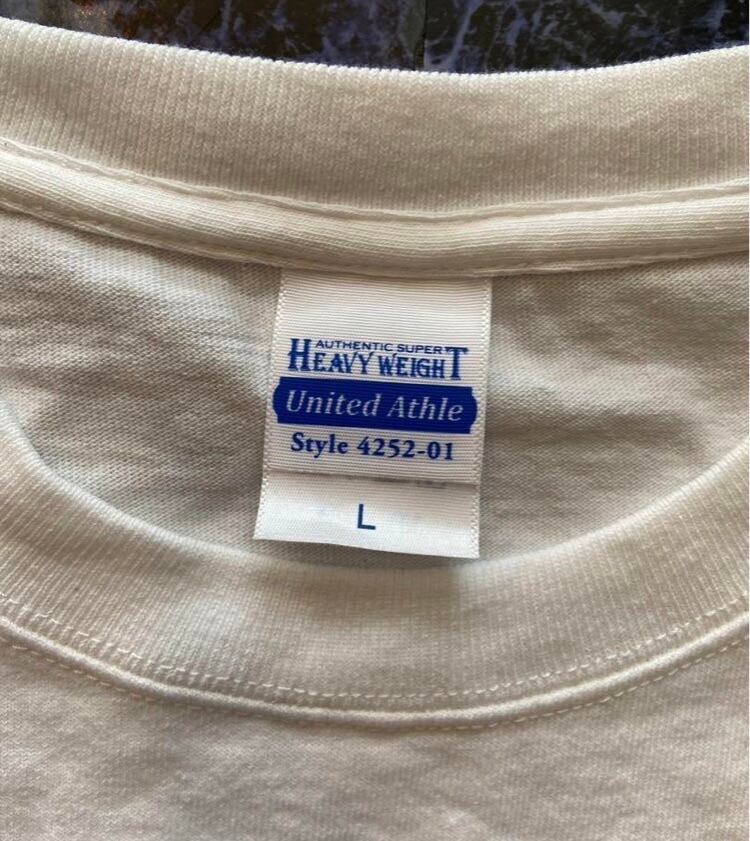 AUTHENTIC SUPER
HEAVY WEIGHT
United Athle
Style 4252-01
L